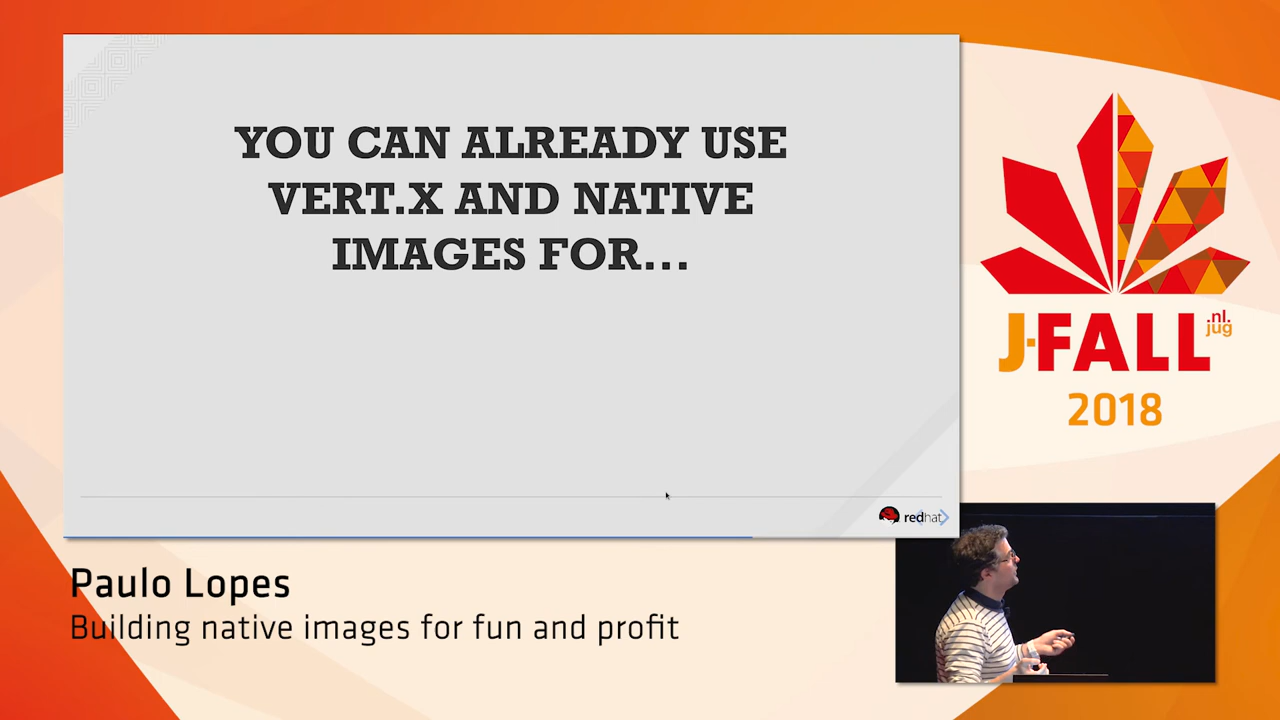 YOU CAN ALREADY USE
VERT.X AND NATIVE
IMAGES FOR...
redhat
J-FALL
nl.
jug
2018
Paulo Lopes
Building native images for fun and profit